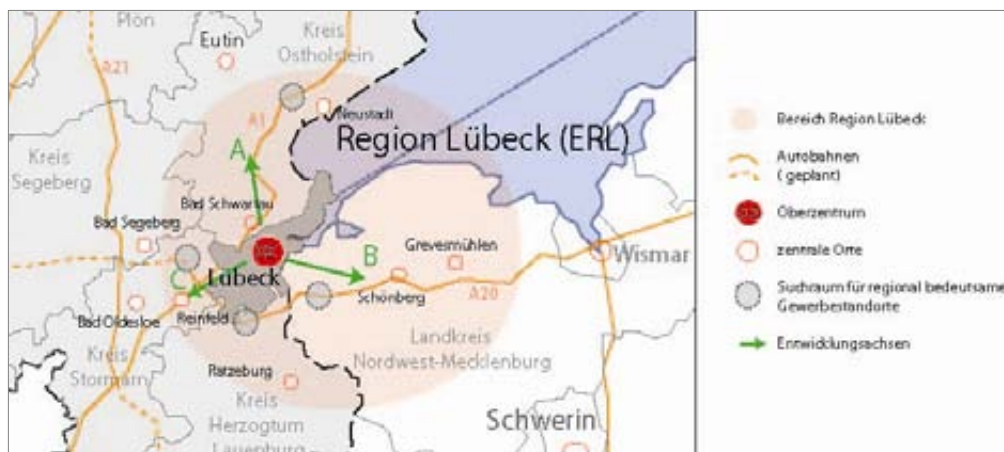 Plön
Eutin
Kreis
Ostholstein
A21
A1
Neustadt
Region Lübeck (ERL)
A
Kreis
Segeberg
Bad Schwartau
Bad Segeberg
B
Grevesmühlen
Wismar
C
Lübeck
Schönberg
A20
Bad Oldesloe
Reinfeld
Landkreis
Nordwest-Mecklenburg
Kreis
Stormarn
Ratzeburg
Kreis
Herzogtum
Lauenburg
Schwerin
Bereich Region Lübeck
Autobahnen
( geplant)
Oberzentrum
zentrale Orte
Suchraum für regional bedeutsame
Gewerbestandorte
Entwicklungsachsen